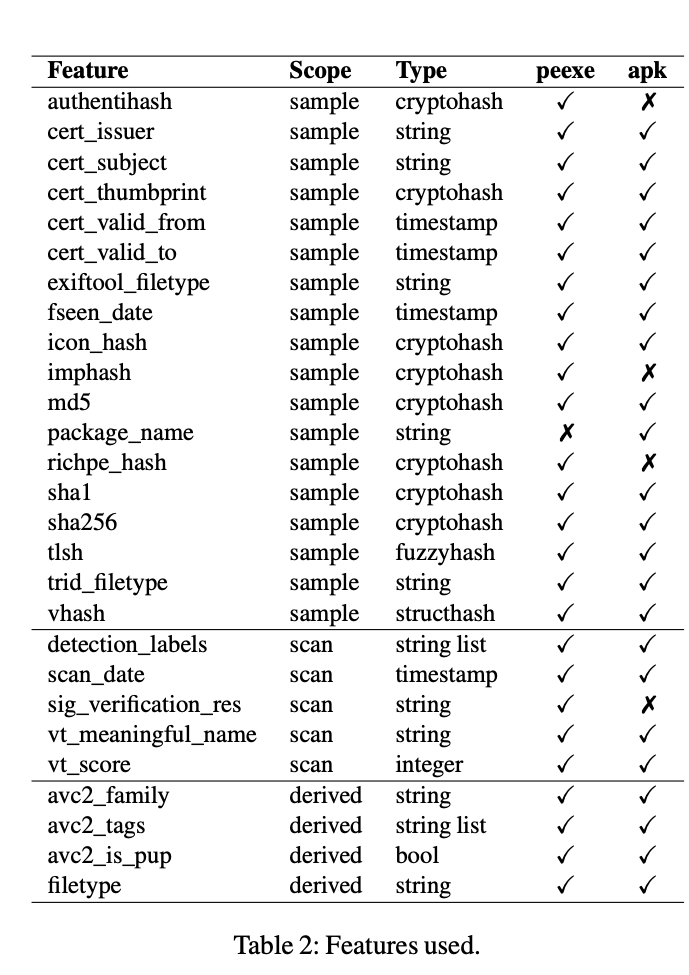 Feature Scope Type peexe apk
authentihash sample cryptohash ✓ ✗
cert_issuer sample string ✓ ✓
cert_subject sample string ✓ ✓
cert_thumbprint sample cryptohash ✓ ✓
cert_valid_from sample timestamp ✓ ✓
cert_valid_to sample timestamp ✓ ✓
exiftool_filetype sample string ✓ ✓
fseen_date sample timestamp ✓ ✓
icon_hash sample cryptohash ✓ ✓
imphash sample cryptohash ✓ ✗
md5 sample cryptohash ✓ ✓
package_name sample string ✗ ✓
richpe_hash sample cryptohash ✓ ✗
sha1 sample cryptohash ✓ ✓
sha256 sample cryptohash ✓ ✓
tlsh sample fuzzyhash ✓ ✓
trid_filetype sample string ✓ ✓
vhash sample structhash ✓ ✓
detection_labels scan string list ✓ ✓
scan_date scan timestamp ✓ ✓
sig_verification_res scan string ✓ ✗
vt_meaningful_name scan string ✓ ✓
vt_score scan integer ✓ ✓
avc2_family derived string ✓ ✓
avc2_tags derived string list ✓ ✓
avc2_is_pup derived bool ✓ ✓
filetype derived string ✓ ✓
Table 2: Features used.